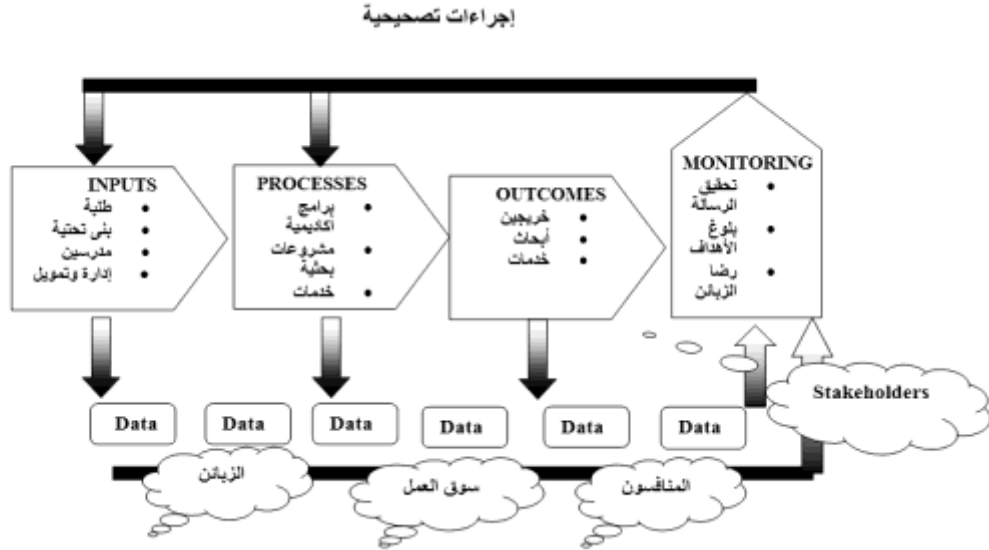 إجراءات تصحيحية
INPUTS
• طلبة
• بنى تحتية
• مدرسين
• إدارة وتمويل
PROCESSES
• برامج
اكاديمية
• مشروعات
بحثية
• خدمات
OUTCOMES
• خريجين
• أبحاث
• خدمات
MONITORING
• تحقيق
الرسالة
• بلوغ
الأهداف
• رضا
الزبائن
Stakeholders
Data
Data
Data
Data
Data
Data
الزبائن
سوق العمل
المنافسون